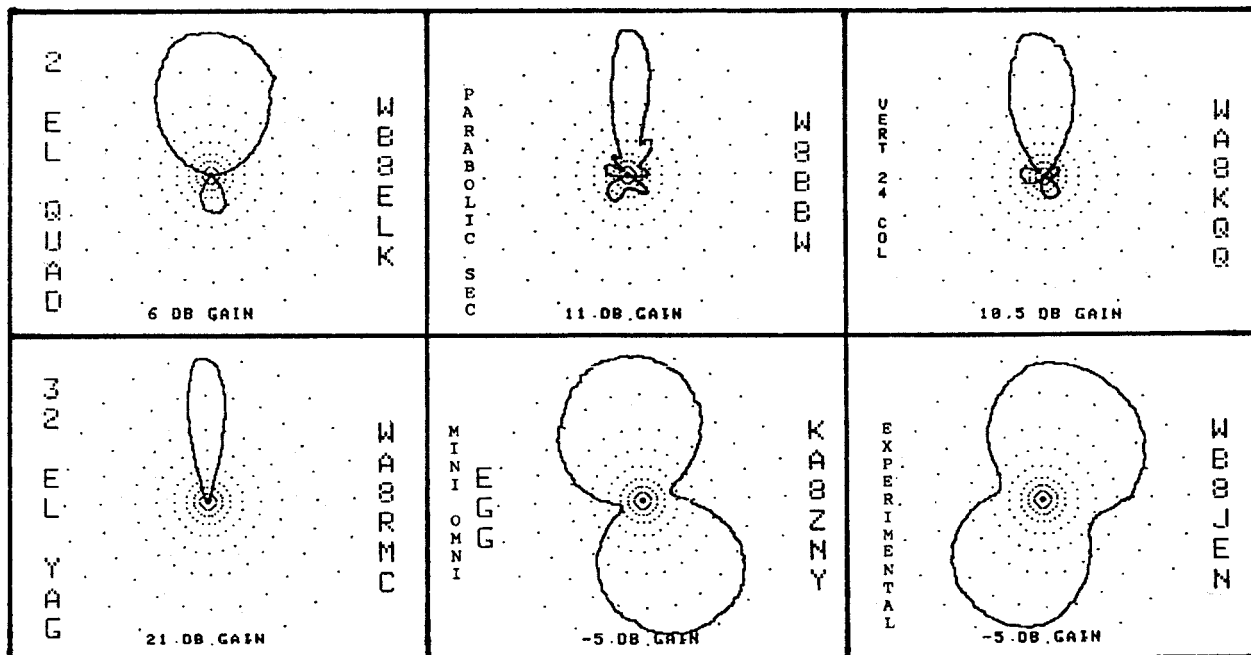 2 EL QUAD
WB8ELK
6 DB GAIN
PARABOLIC SEC
W8BBW
11 DB GAIN
VERT 24 COL
WA8KQQ
10.5 DB GAIN
32 EL YAG
WA8RMC
21 DB GAIN
MINI OMNI
EGG
KA8ZNY
-5 DB GAIN
EXPERIMENTAL
WB8JEN
-5 DB GAIN